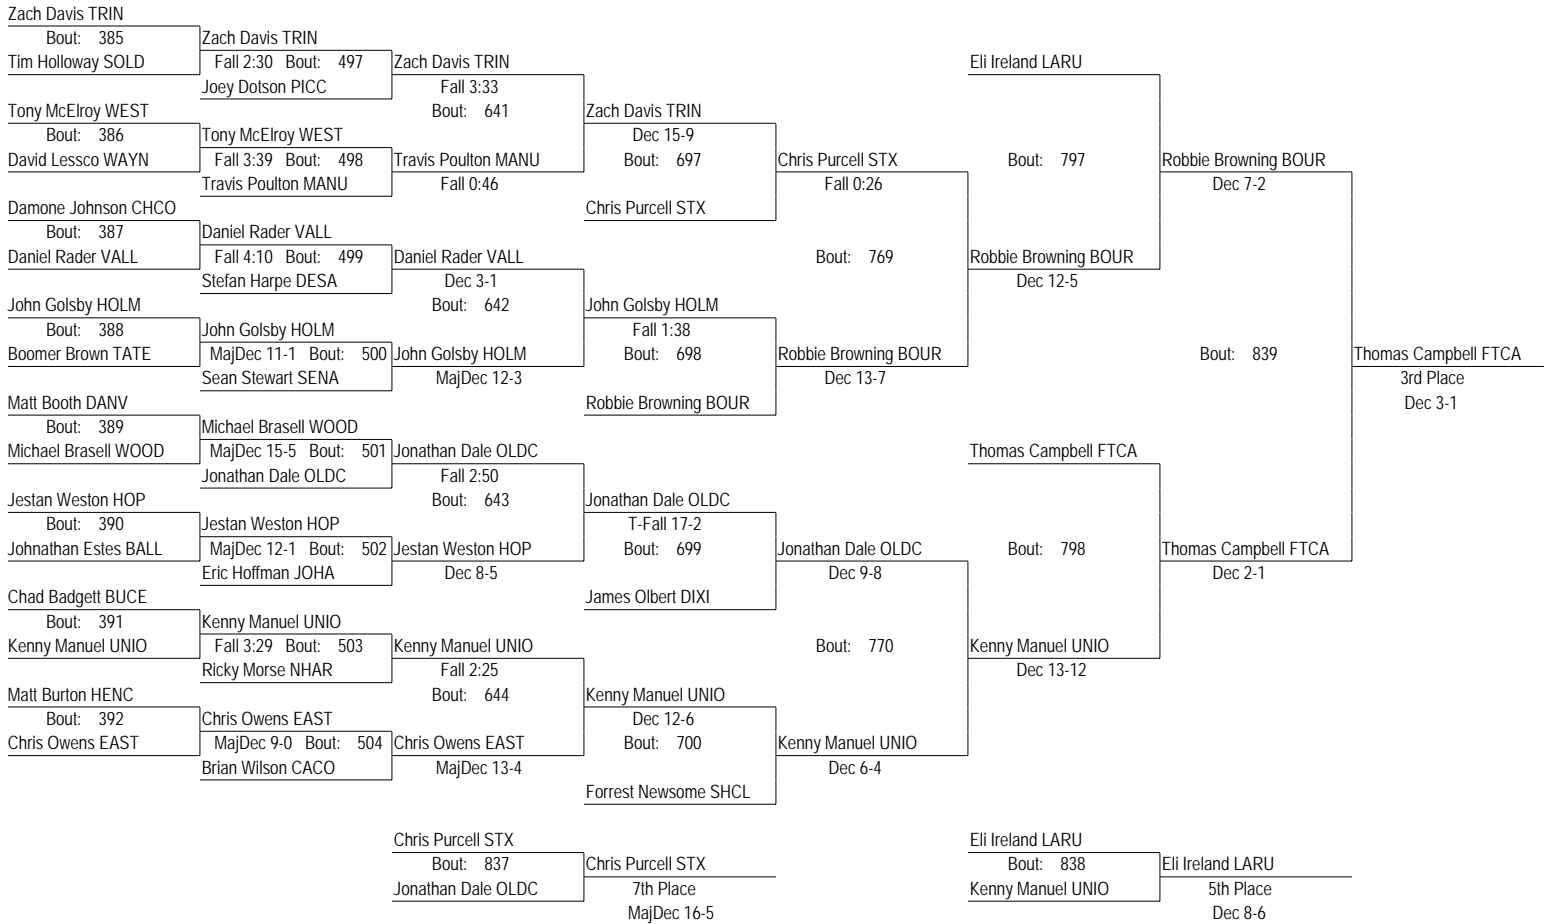 Zach Davis TRIN
Bout: 385 Zach Davis TRIN
Tim Holloway SOLD Fall 2:30 Bout: 497 Zach Davis TRIN Eli Ireland LARU
Joey Dotson PICC Fall 3:33
Tony McElroy WEST Bout: 641 Zach Davis TRIN
Bout: 386 Tony McElroy WEST Dec 15-9
David Lessco WAYN Fall 3:39 Bout: 498 Travis Poulton MANU Bout: 697 Chris Purcell STX Bout: 797 Robbie Browning BOUR
Travis Poulton MANU Fall 0:46 Fall 0:26 Dec 7-2
Damone Johnson CHCO Chris Purcell STX
Bout: 387 Daniel Rader VALL
Daniel Rader VALL Fall 4:10 Bout: 499 Daniel Rader VALL Bout: 769 Robbie Browning BOUR
Stefan Harpe DESA Dec 3-1 Dec 12-5
John Golsby HOLM Bout: 642 John Golsby HOLM
Bout: 388 John Golsby HOLM Fall 1:38
Boomer Brown TATE MajDec 11-1 Bout: 500 John Golsby HOLM Bout: 698 Robbie Browning BOUR Bout: 839 Thomas Campbell FTCA
Sean Stewart SENA MajDec 12-3 Dec 13-7 3rd Place
Matt Booth DANV Robbie Browning BOUR Dec 3-1
Bout: 389 Michael Brasell WOOD
Michael Brasell WOOD MajDec 15-5 Bout: 501 Jonathan Dale OLDC Thomas Campbell FTCA
Jonathan Dale OLDC Fall 2:50
Jestan Weston HOP Bout: 643 Jonathan Dale OLDC
Bout: 390 Jestan Weston HOP T-Fall 17-2
Johnathan Estes BALL MajDec 12-1 Bout: 502 Jestan Weston HOP Bout: 699 Jonathan Dale OLDC Bout: 798 Thomas Campbell FTCA
Eric Hoffman JOHA Dec 8-5 Dec 9-8 Dec 2-1
Chad Badgett BUCE James Olbert DIXI
Bout: 391 Kenny Manuel UNIO
Kenny Manuel UNIO Fall 3:29 Bout: 503 Kenny Manuel UNIO Bout: 770 Kenny Manuel UNIO
Ricky Morse NHAR Fall 2:25 Dec 13-12
Matt Burton HENC Bout: 644 Kenny Manuel UNIO
Bout: 392 Chris Owens EAST Dec 12-6
Chris Owens EAST MajDec 9-0 Bout: 504 Chris Owens EAST Bout: 700 Kenny Manuel UNIO
Brian Wilson CACO MajDec 13-4 Dec 6-4
Forrest Newsome SHCL
Chris Purcell STX Eli Ireland LARU
Bout: 837 Chris Purcell STX Bout: 838 Eli Ireland LARU
Jonathan Dale OLDC 7th Place Kenny Manuel UNIO 5th Place
MajDec 16-5 Dec 8-6